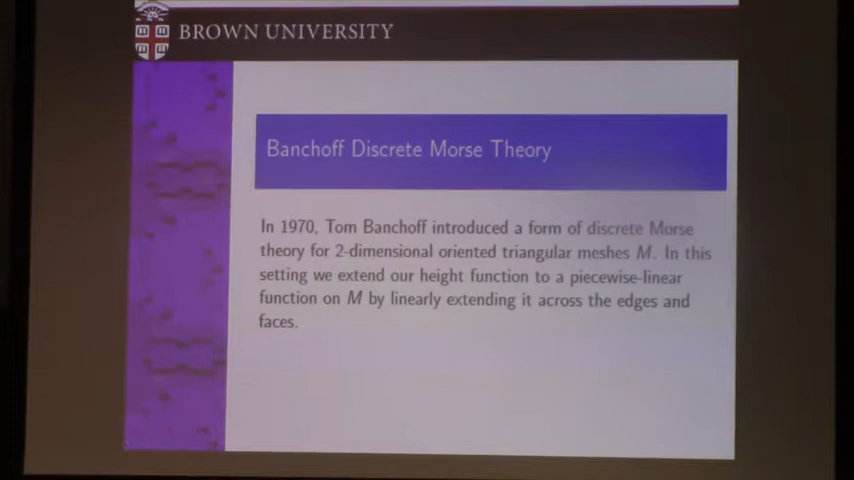 BROWN UNIVERSITY
Banchoff Discrete Morse Theory
In 1970, Tom Banchoff introduced a form of discrete Morse
theory for 2-dimensional oriented triangular meshes M. In this
setting we extend our height function to a piecewise-linear
function on M by linearly extending it across the edges and
faces.